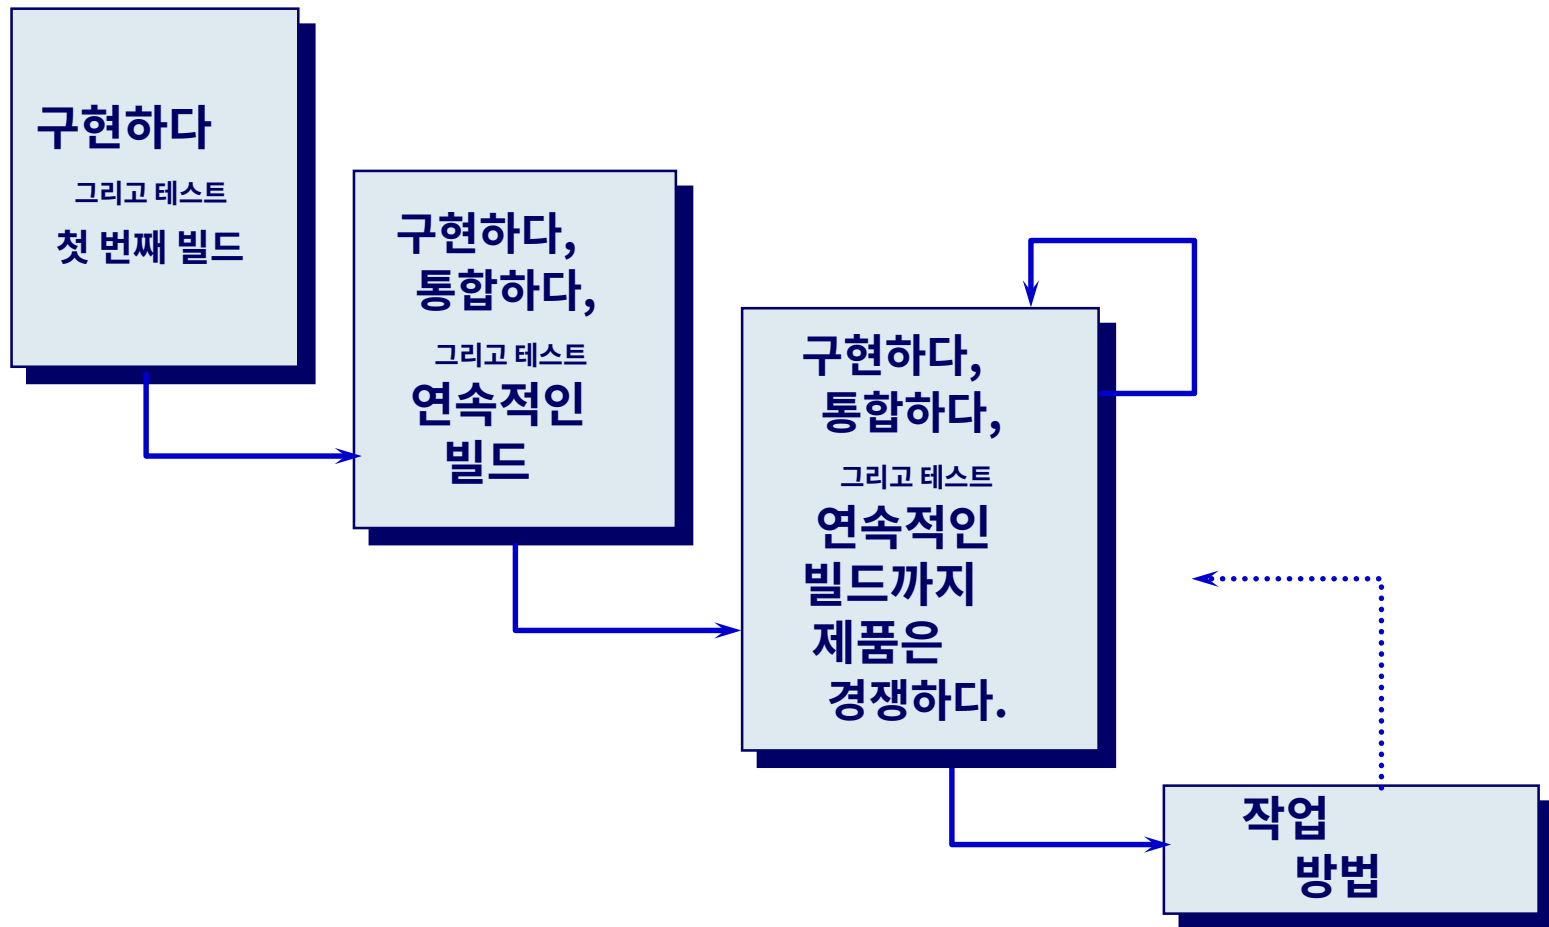 구현하다
그리고 테스트
첫 번째 빌드
구현하다,
통합하다,
그리고 테스트
연속적인
빌드
구현하다,
통합하다,
그리고 테스트
연속적인
빌드까지
제품은
경쟁하다.
작업
방법